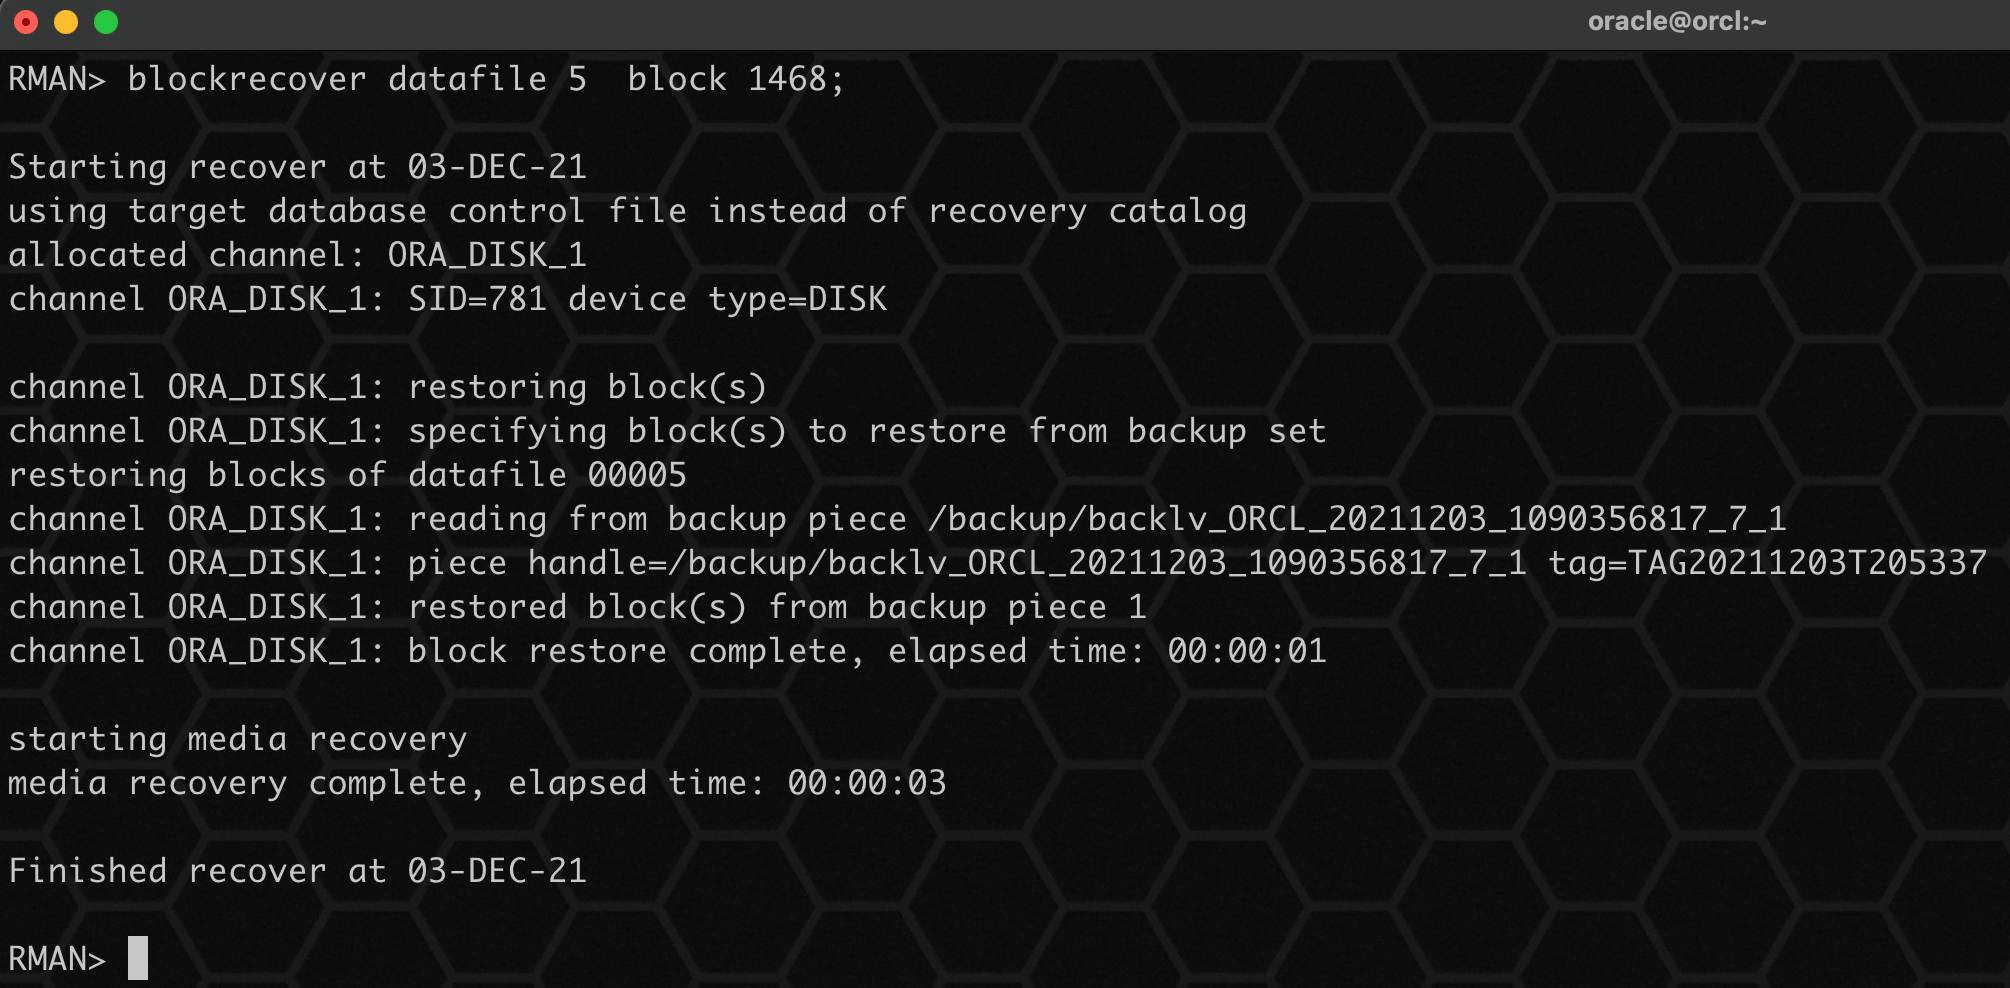 oracle@orcl:~
RMAN> blockrecover datafile 5  block 1468;
Starting recover at 03-DEC-21
using target database control file instead of recovery catalog
allocated channel: ORA_DISK_1
channel ORA_DISK_1: SID=781 device type=DISK
channel ORA_DISK_1: restoring block(s)
channel ORA_DISK_1: specifying block(s) to restore from backup set
restoring blocks of datafile 00005
channel ORA_DISK_1: reading from backup piece /backup/backlv_ORCL_20211203_1090356817_7_1
channel ORA_DISK_1: piece handle=/backup/backlv_ORCL_20211203_1090356817_7_1 tag=TAG20211203T205337
channel ORA_DISK_1: restored block(s) from backup piece 1
channel ORA_DISK_1: block restore complete, elapsed time: 00:00:01
starting media recovery
media recovery complete, elapsed time: 00:00:03
Finished recover at 03-DEC-21
RMAN>